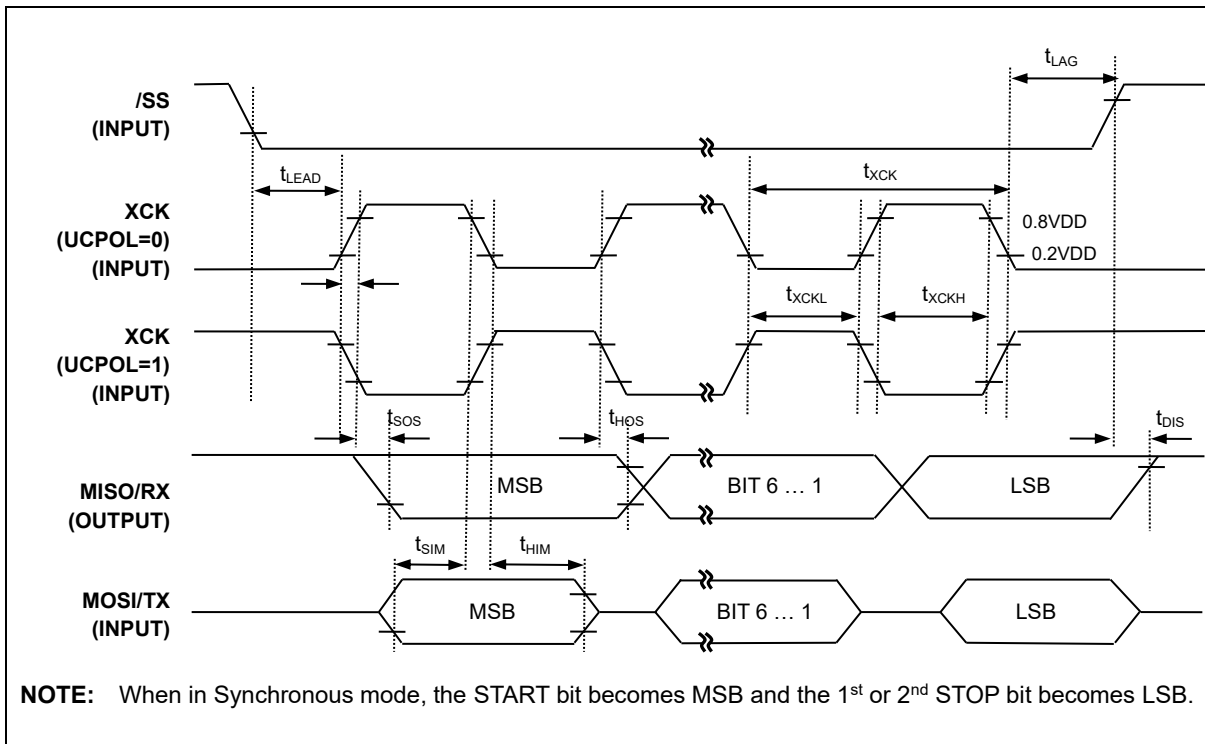 tLAG
/SS
(INPUT)
tLEAD
tXCK
XCK
(UCPOL=0)
(INPUT)
0.8VDD
0.2VDD
tXCKL
tXCKH
XCK
(UCPOL=1)
(INPUT)
tSOS
tHOS
tDIS
MISO/RX
(OUTPUT)
MSB
BIT 6 … 1
LSB
tSIM
tHIM
MOSI/TX
(INPUT)
MSB
BIT 6 … 1
LSB
NOTE: When in Synchronous mode, the START bit becomes MSB and the 1st or 2nd STOP bit becomes LSB.